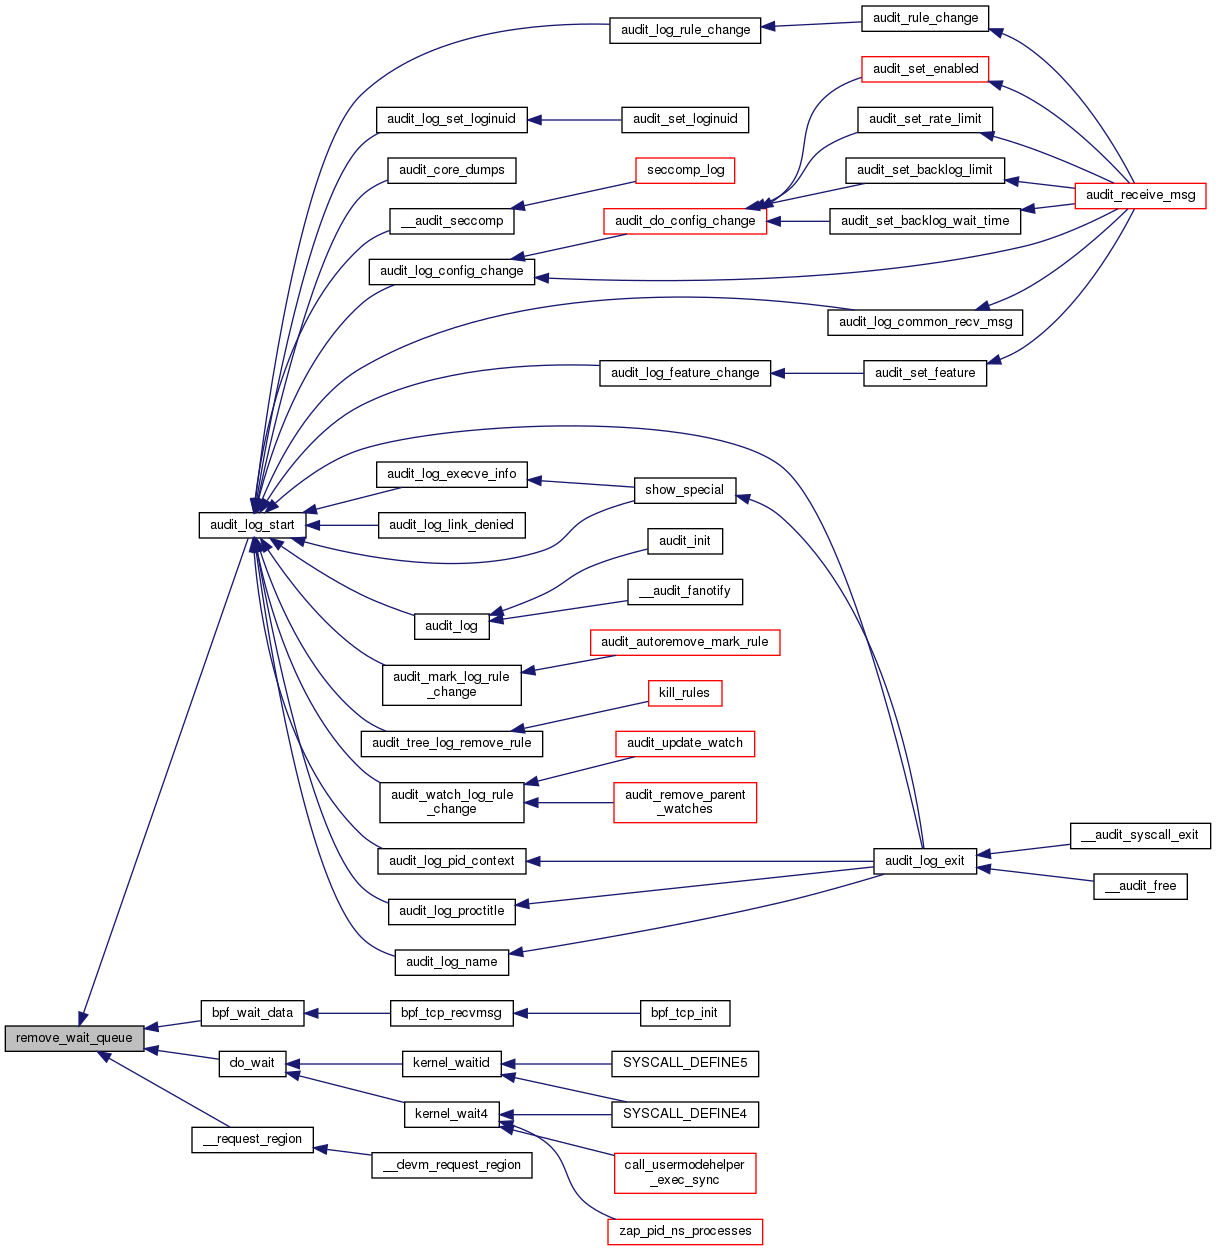 audit_rule_change
audit_log_rule_change
audit_set_enabled
audit_log_set_loginuid
audit_set_loginuid
audit_set_rate_limit
audit_core_dumps
seccomp_log
audit_set_backlog_limit
audit_receive_msg
__audit_seccomp
audit_do_config_change
audit_set_backlog_wait_time
audit_log_config_change
audit_log_common_recv_msg
audit_log_feature_change
audit_set_feature
audit_log_execve_info
show_special
audit_log_start
audit_log_link_denied
audit_init
__audit_fanotify
audit_log
audit_autoremove_mark_rule
audit_mark_log_rule
_change
kill_rules
audit_tree_log_remove_rule
audit_update_watch
audit_watch_log_rule
_change
audit_remove_parent
_watches
__audit_syscall_exit
audit_log_pid_context
audit_log_exit
__audit_free
audit_log_proctitle
audit_log_name
bpf_wait_data
bpf_tcp_recvmsg
bpf_tcp_init
remove_wait_queue
do_wait
kernel_waitid
SYSCALL_DEFINE5
kernel_wait4
SYSCALL_DEFINE4
__request_region
__devm_request_region
call_usermodehelper
_exec_sync
zap_pid_ns_processes